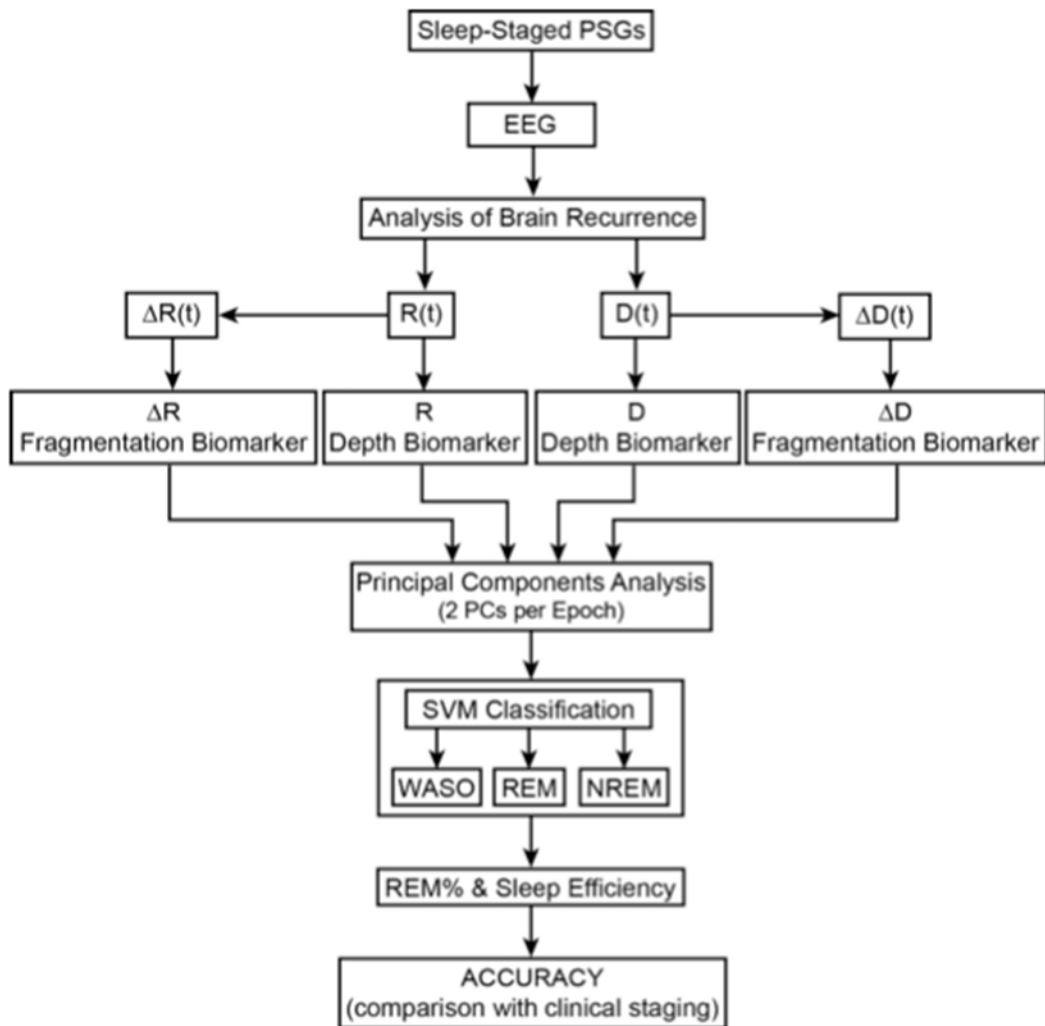 Sleep-Staged PSGs
EEG
Analysis of Brain Recurrence
ΔR(t)
R(t)
D(t)
ΔD(t)
ΔR
Fragmentation Biomarker
R
Depth Biomarker
D
Depth Biomarker
ΔD
Fragmentation Biomarker
Principal Components Analysis
(2 PCs per Epoch)
SVM Classification
WASO
REM
NREM
REM% & Sleep Efficiency
ACCURACY
(comparison with clinical staging)